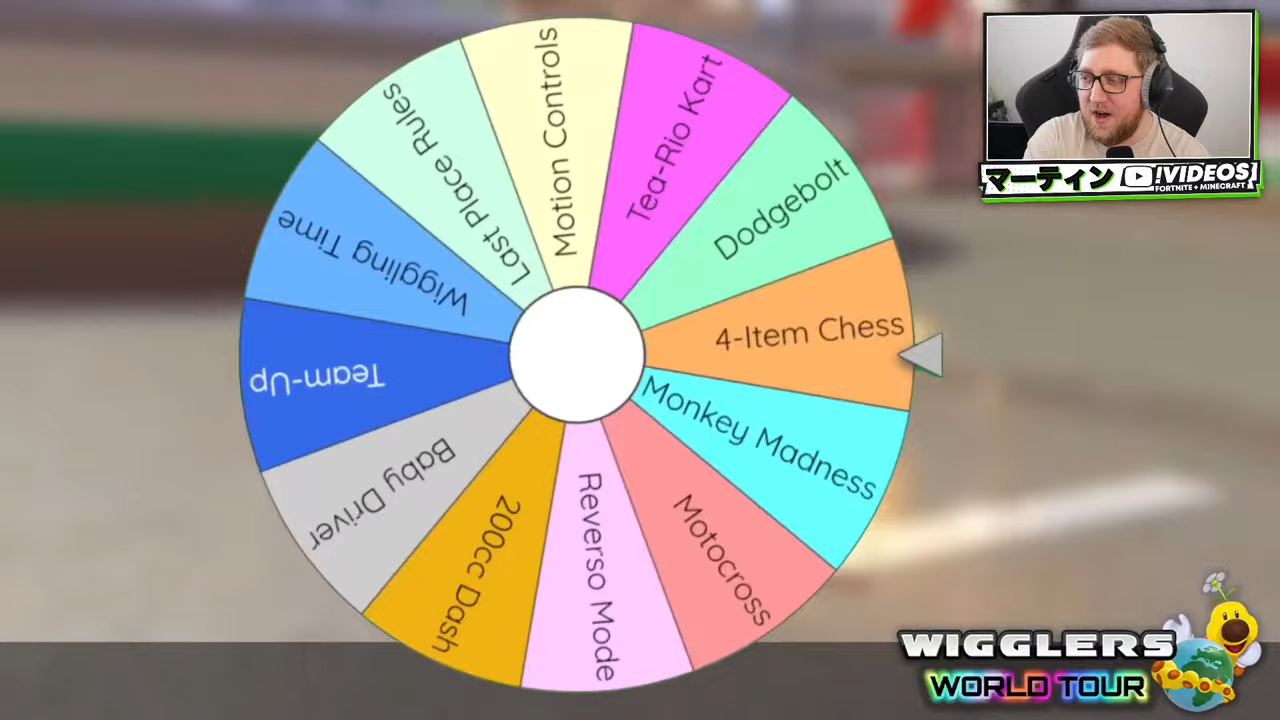 Motion Controls
Tea-Rio Kart
Dodgebolt
4-Item Chess
Monkey Madness
Motocross
Reverso Mode
200cc Dash
Baby Driver
Team-Up
Wiggling Time
Last Place Rules
マーティン
!VIDEOS
FORTNITE + MINECRAFT
WIGGLERS
WORLD TOUR